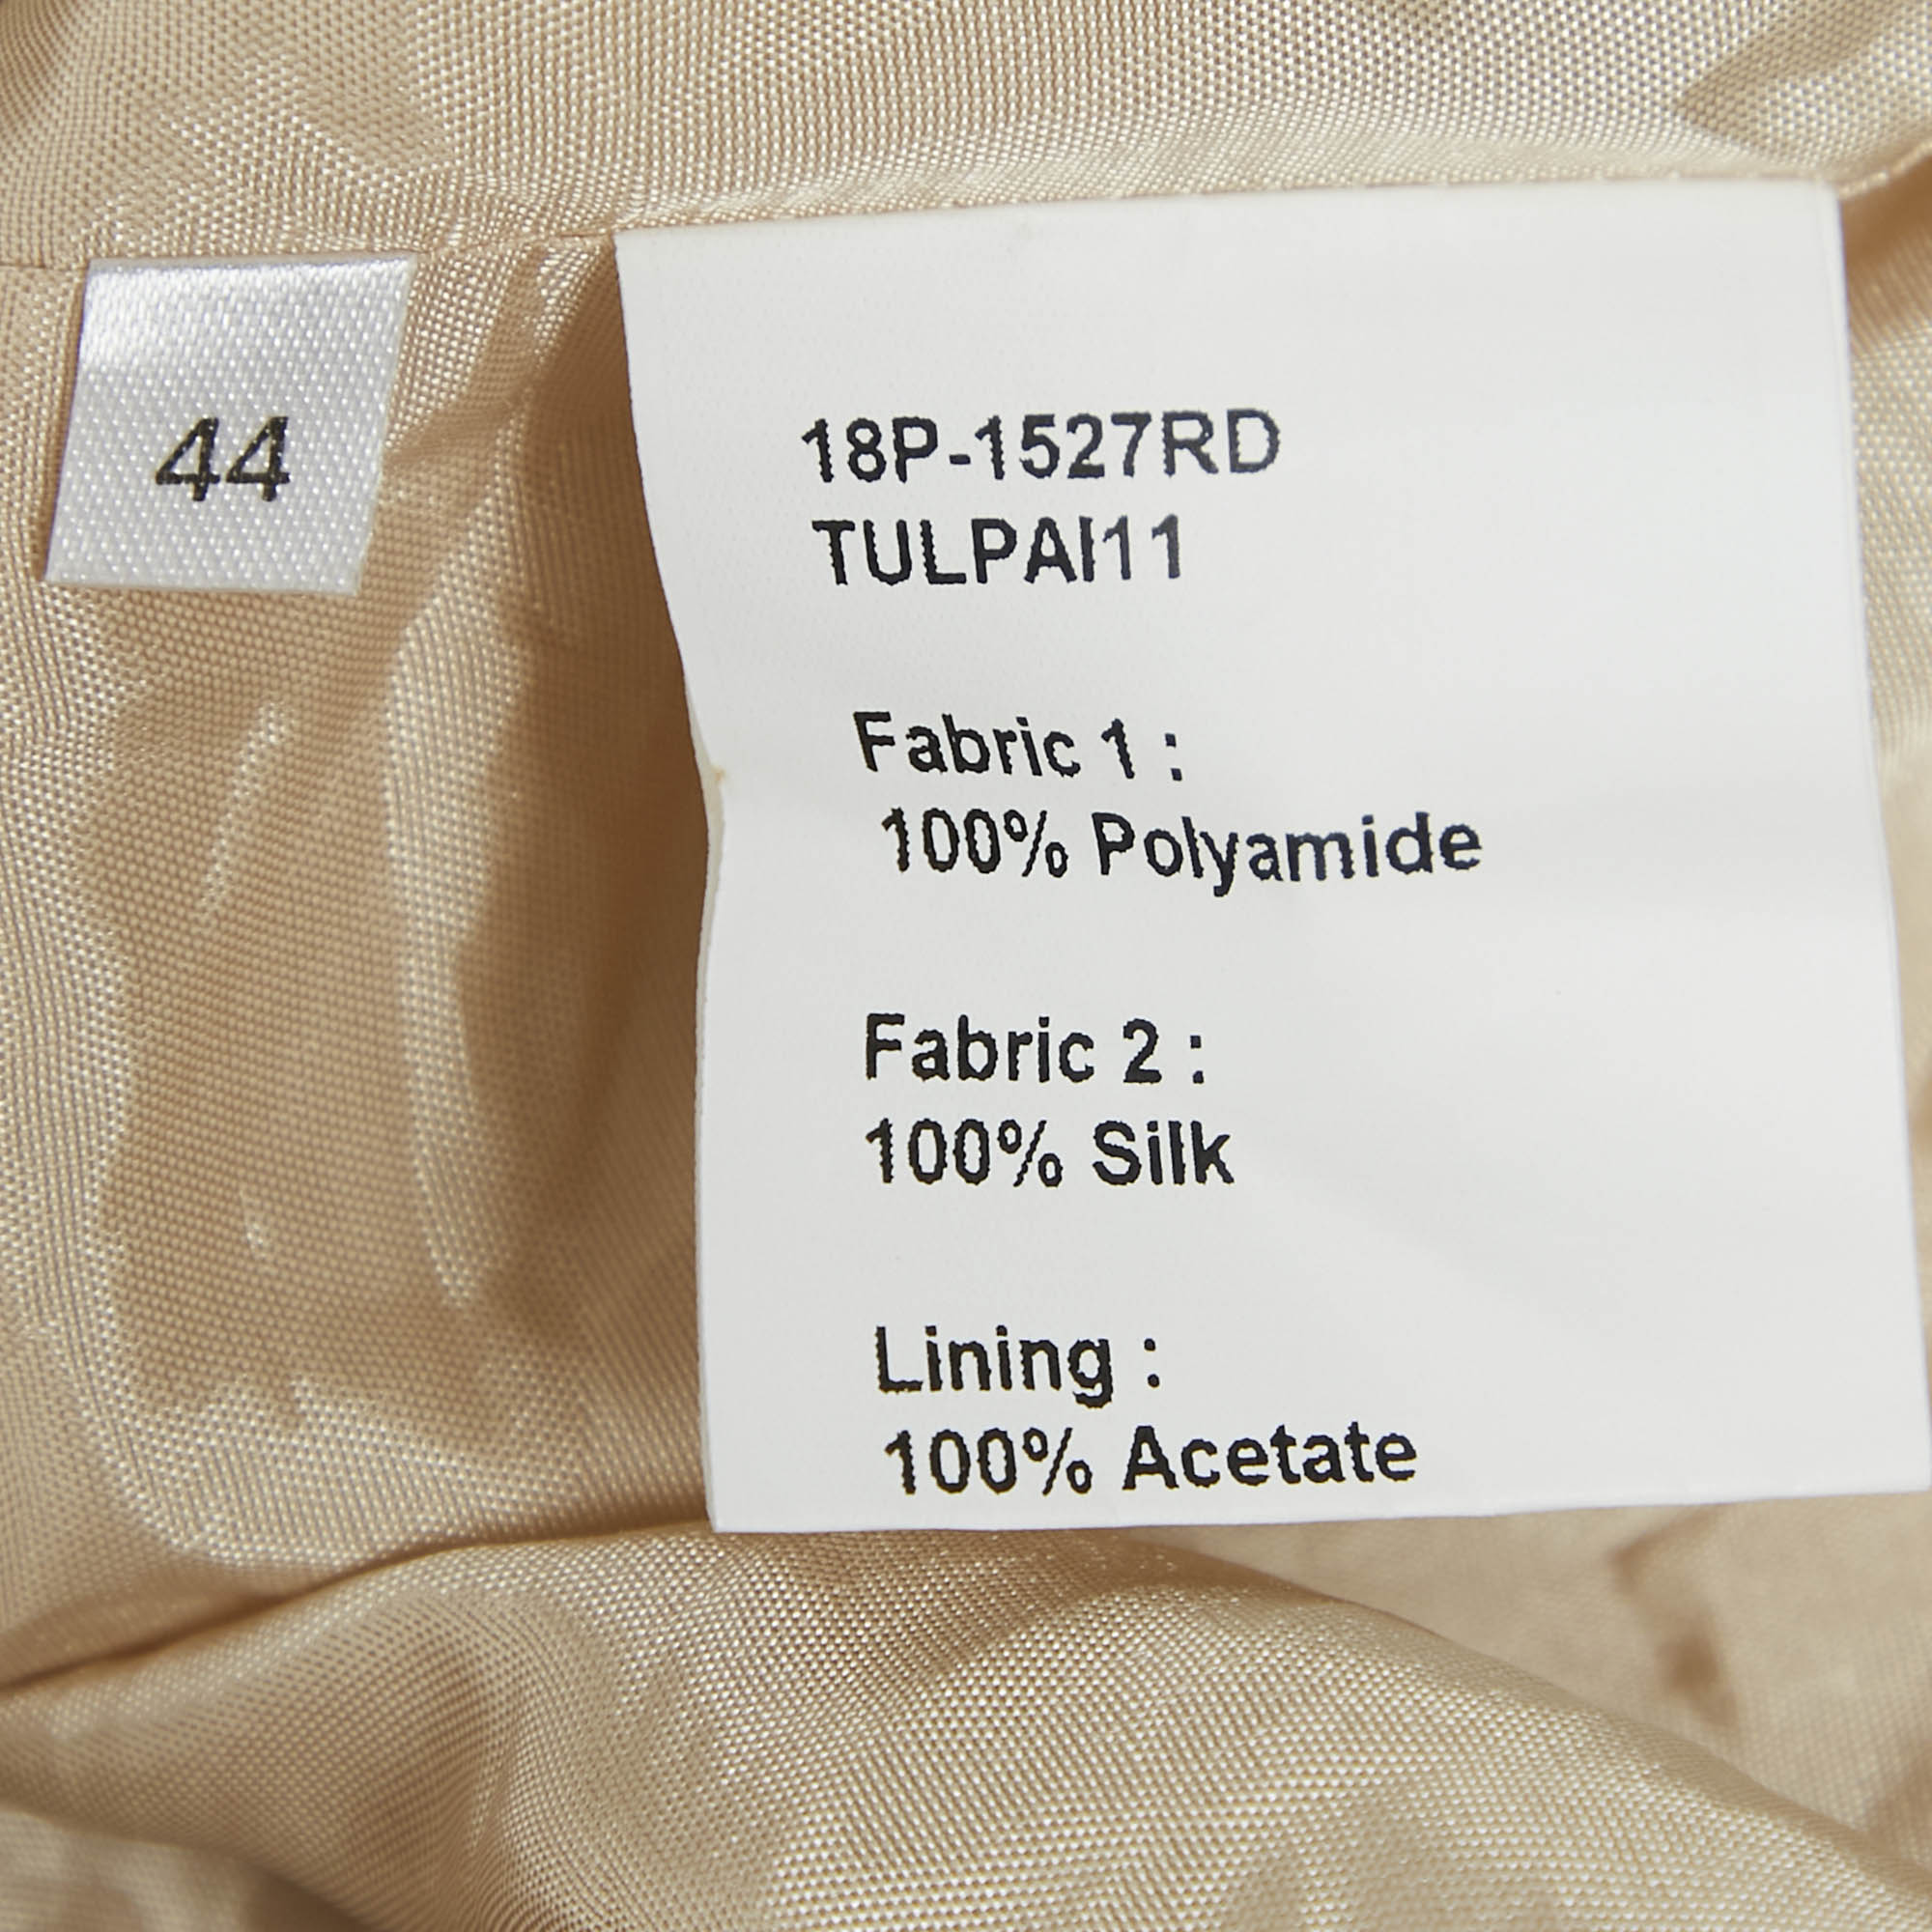 44
18P-1527RD
TULPAI11
Fabric 1 :
100% Polyamide
Fabric 2 :
100% Silk
Lining :
100% Acetate